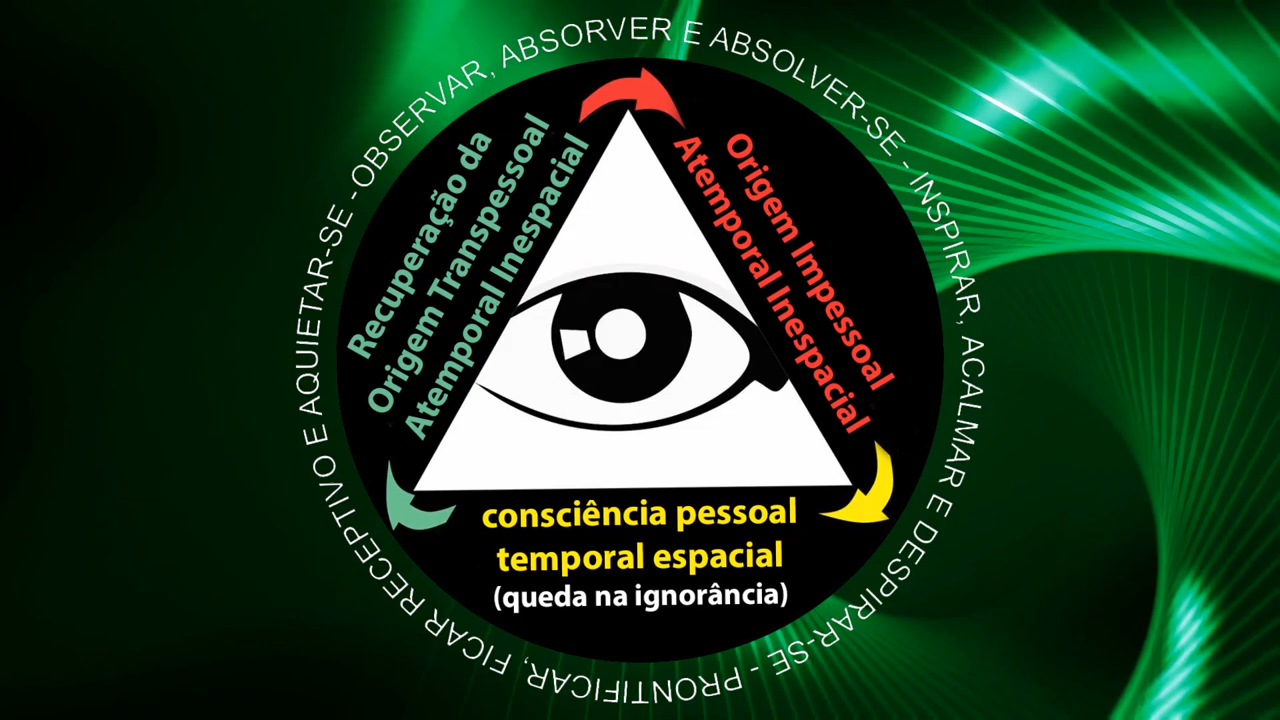 OBSERVAR, ABSORVER E ABSOLVER-SE - INSPIRAR, ACALMAR E DESPIRAR-SE - PRONTIFICAR, FICAR RECEPTIVO E AQUIETAR-SE -
Recuperação da
Origem Transpessoal
Atemporal Inespacial
Origem Impessoal
Atemporal Inespacial
consciência pessoal
temporal espacial
(queda na ignorância)